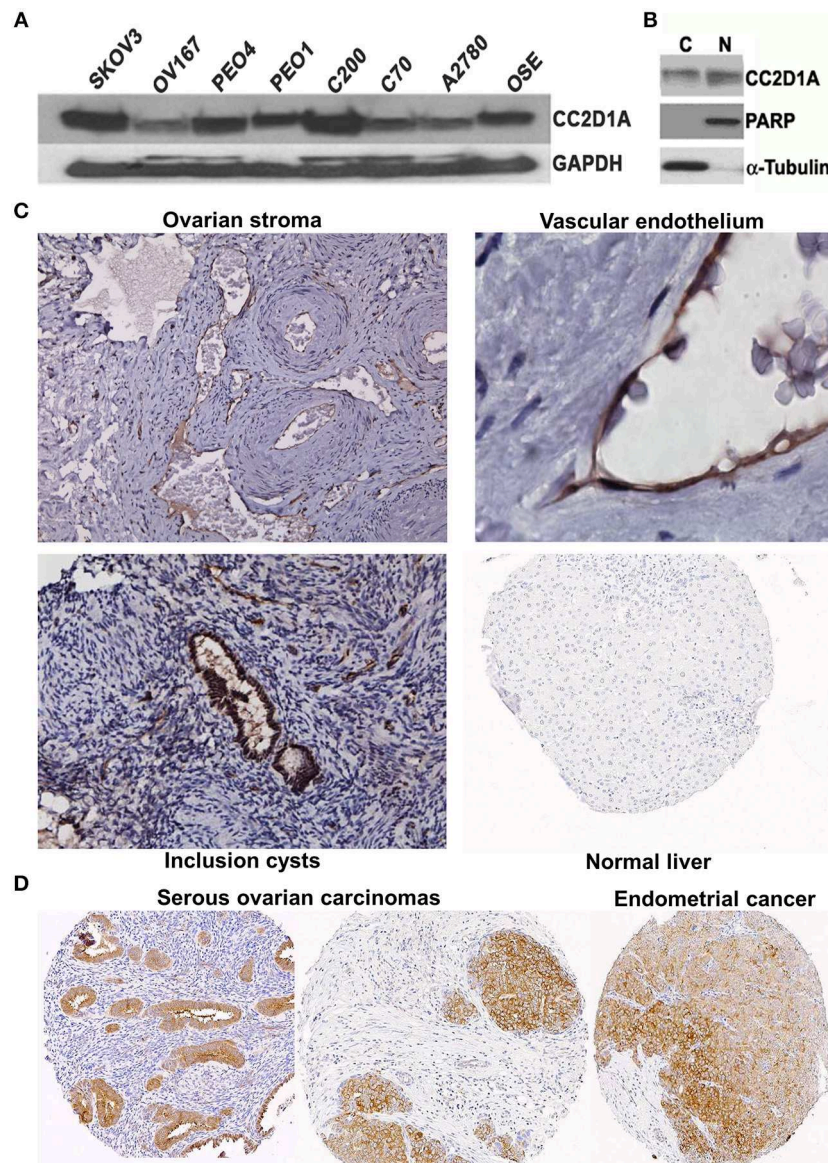 A
SKOV3
OV167
PEO4
PEO1
C200
C70
A2780
OSE
CC2D1A
GAPDH
B
C N
CC2D1A
PARP
α-Tubulin
C
Ovarian stroma
Vascular endothelium
Inclusion cysts
Normal liver
D
Serous ovarian carcinomas
Endometrial cancer